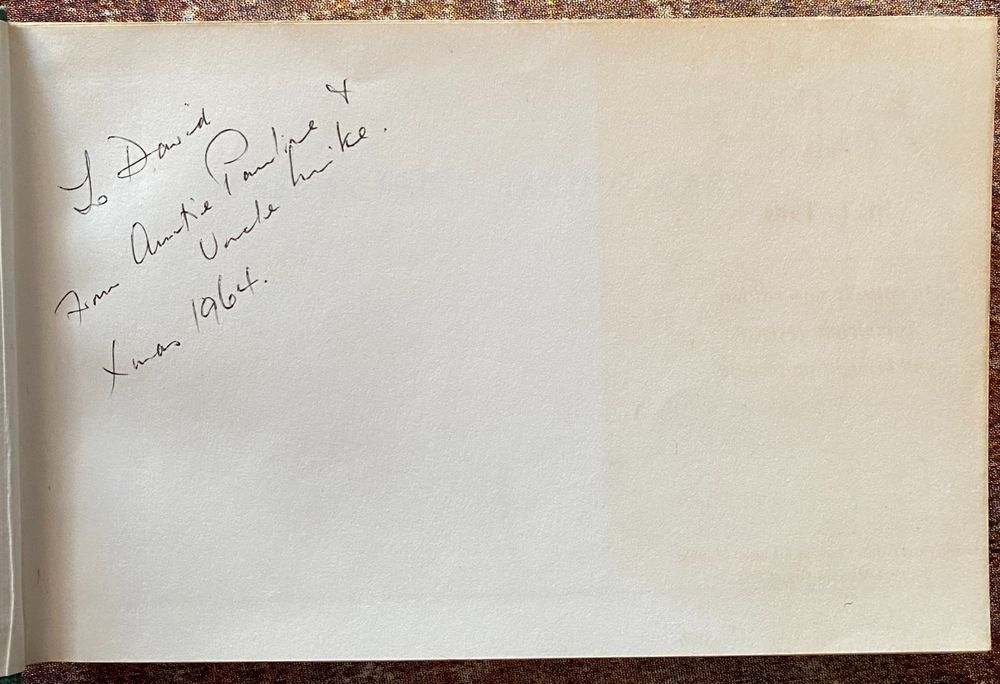 To David
from Auntie Pauline &
Uncle Mike.
Xmas 1964.